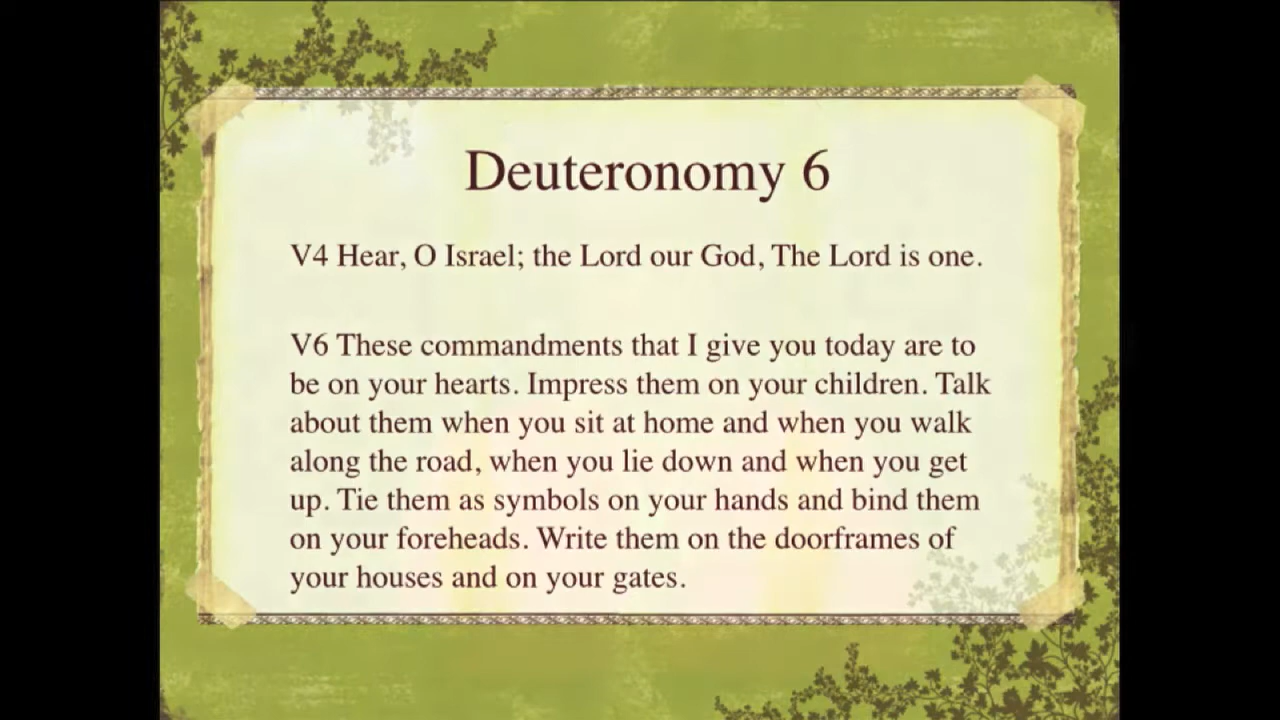 Deuteronomy 6
V4 Hear, O Israel; the Lord our God, The Lord is one.
V6 These commandments that I give you today are to
be on your hearts. Impress them on your children. Talk
about them when you sit at home and when you walk
along the road, when you lie down and when you get
up. Tie them as symbols on your hands and bind them
on your foreheads. Write them on the doorframes of
your houses and on your gates.